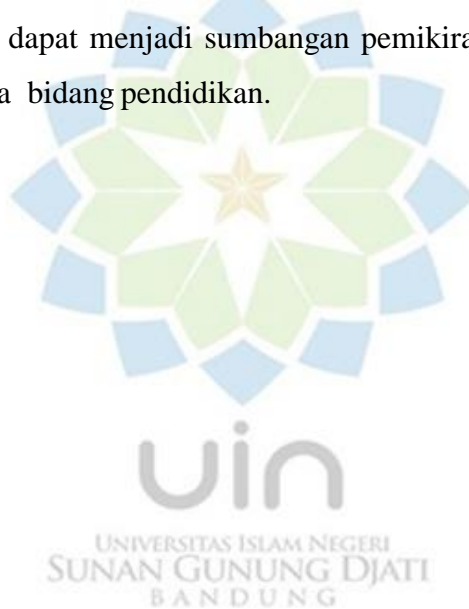 dapat menjadi sumbangan pemikira
a bidang pendidikan.
uin
UNIVERSITAS ISLAM NEGERI
SUNAN GUNUNG DJATI
BANDUNG